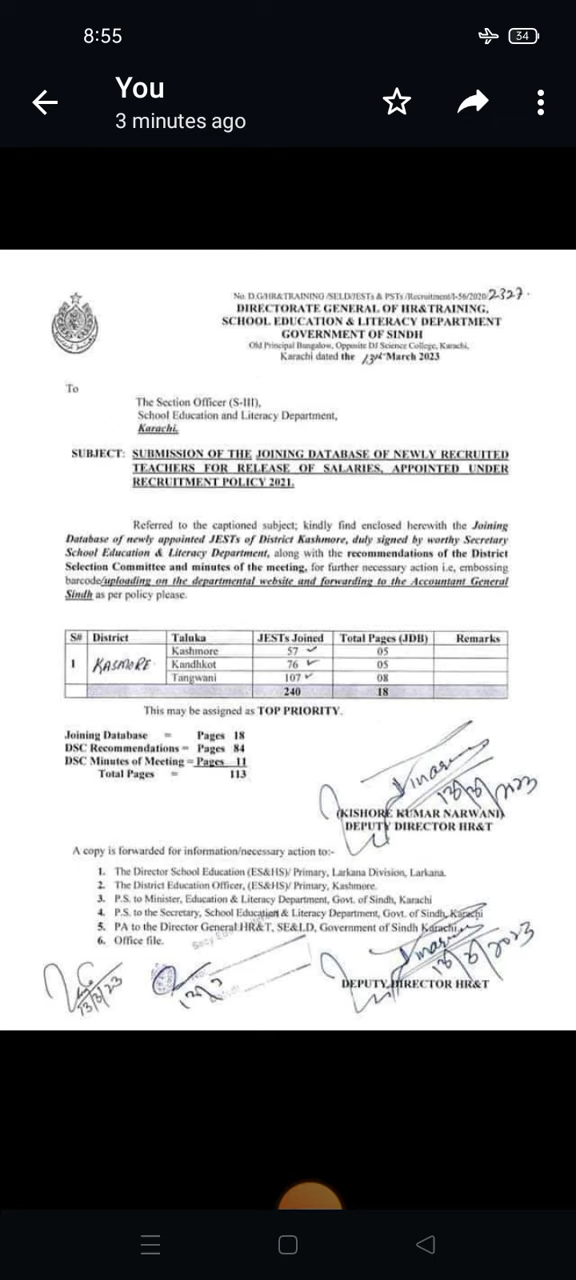 8:55
34
You
3 minutes ago
No. D.G/HR&TRAINING /SELD/JESTs & PSTs /Recruitment/1-56/2020/2327.
DIRECTORATE GENERAL OF HR&TRAINING,
SCHOOL EDUCATION & LITERACY DEPARTMENT
GOVERNMENT OF SINDH
Old Principal Bungalow, Opposite DJ Science College, Karachi,
Karachi dated the 13rd March 2023
To
The Section Officer (S-III),
School Education and Literacy Department,
Karachi.
SUBJECT: SUBMISSION OF THE JOINING DATABASE OF NEWLY RECRUITED
TEACHERS FOR RELEASE OF SALARIES, APPOINTED UNDER
RECRUITMENT POLICY 2021.
Referred to the captioned subject; kindly find enclosed herewith the Joining
Database of newly appointed JESTs of District Kashmore, duly signed by worthy Secretary
School Education & Literacy Department, along with the recommendations of the District
Selection Committee and minutes of the meeting, for further necessary action i.e, embossing
barcode/uploading on the departmental website and forwarding to the Accountant General
Sindh as per policy please.
S# District Taluka JESTs Joined Total Pages (JDB) Remarks
Kashmore 57 ✓ 05
1 KASMORE Kandhkot 76 ✓ 05
Tangwani 107 ✓ 08
240 18
This may be assigned as TOP PRIORITY.
Joining Database = Pages 18
DSC Recommendations = Pages 84
DSC Minutes of Meeting = Pages 11
Total Pages = 113
13/3/2023
(KISHORE KUMAR NARWANI)
DEPUTY DIRECTOR HR&T
A copy is forwarded for information/necessary action to:-
1. The Director School Education (ES&HS)/ Primary, Larkana Division, Larkana.
2. The District Education Officer, (ES&HS)/ Primary, Kashmore.
3. P.S. to Minister, Education & Literacy Department, Govt. of Sindh, Karachi
4. P.S. to the Secretary, School Education & Literacy Department, Govt. of Sindh, Karachi
5. PA to the Director General HR&T, SE&LD, Government of Sindh Karachi.
6. Office file.
13/3/2023
13/3/23
DEPUTY DIRECTOR HR&T